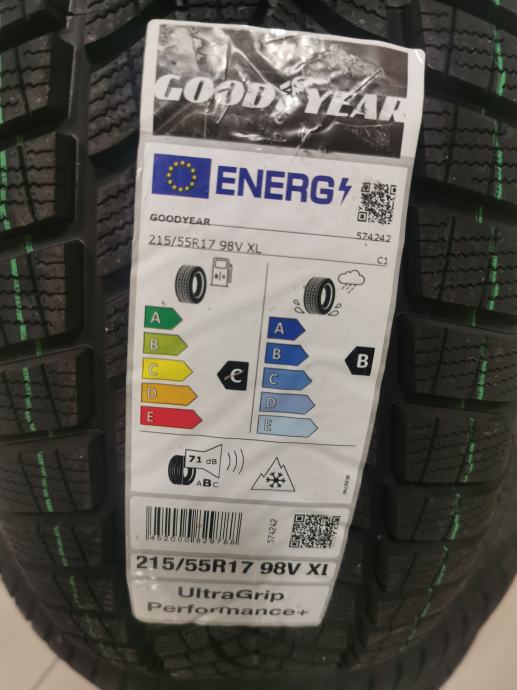 GOODYEAR
ENERG
GOODYEAR 574242
215/55R17 98V XL C1
A A
B B B
C C C
D D
E E
71 dB
ABC
574242
215/55R17 98V XL
UltraGrip
Performance+